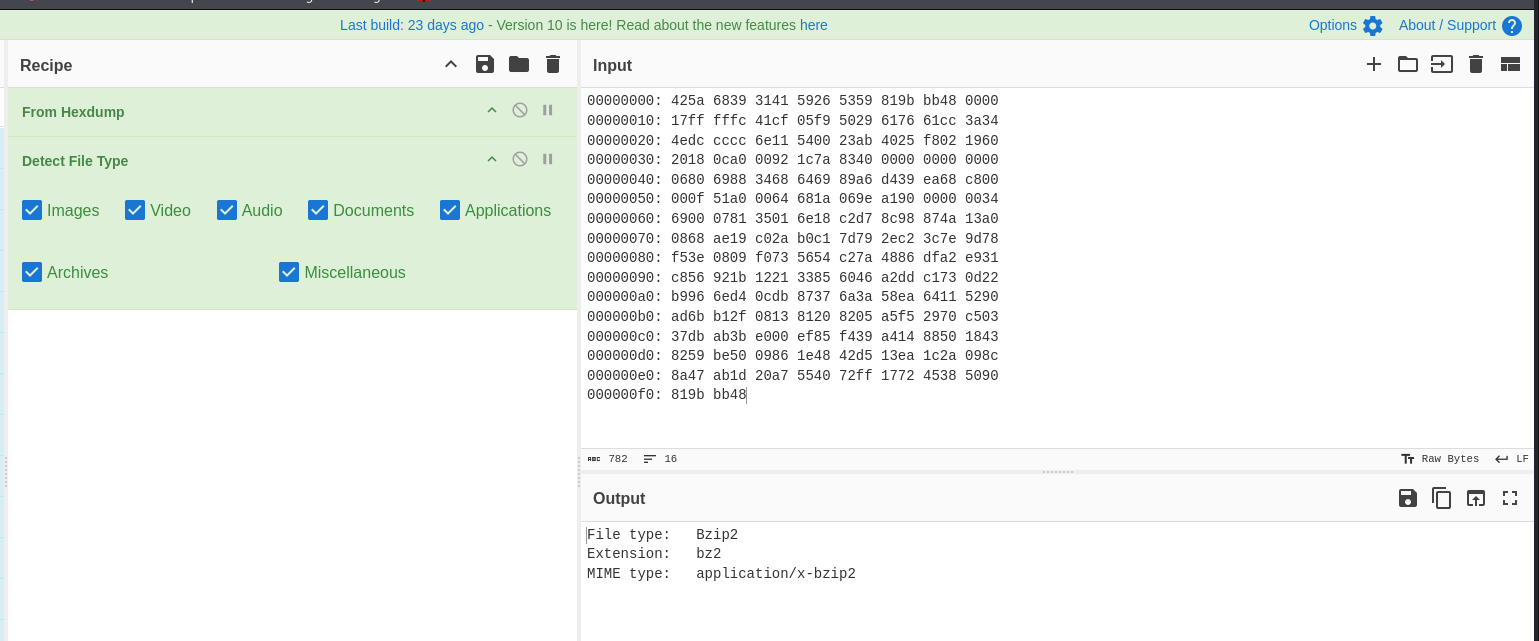 Last build: 23 days ago - Version 10 is here! Read about the new features here
Options
About / Support
Recipe
From Hexdump
Detect File Type
Images
Video
Audio
Documents
Applications
Archives
Miscellaneous
Input
00000000: 425a 6839 3141 5926 5359 819b bb48 0000
00000010: 17ff fffc 41cf 05f9 5029 6176 61cc 3a34
00000020: 4edc cccc 6e11 5400 23ab 4025 f802 1960
00000030: 2018 0ca0 0092 1c7a 8340 0000 0000 0000
00000040: 0680 6988 3468 6469 89a6 d439 ea68 c800
00000050: 000f 51a0 0064 681a 069e a190 0000 0034
00000060: 6900 0781 3501 6e18 c2d7 8c98 874a 13a0
00000070: 0868 ae19 c02a b0c1 7d79 2ec2 3c7e 9d78
00000080: f53e 0809 f073 5654 c27a 4886 dfa2 e931
00000090: c856 921b 1221 3385 6046 a2dd c173 0d22
000000a0: b996 6ed4 0cdb 8737 6a3a 58ea 6411 5290
000000b0: ad6b b12f 0813 8120 8205 a5f5 2970 c503
000000c0: 37db ab3b e000 ef85 f439 a414 8850 1843
000000d0: 8259 be50 0986 1e48 42d5 13ea 1c2a 098c
000000e0: 8a47 ab1d 20a7 5540 72ff 1772 4538 5090
000000f0: 819b bb48
ABC 782 16
Raw Bytes LF
Output
File type: Bzip2
Extension: bz2
MIME type: application/x-bzip2